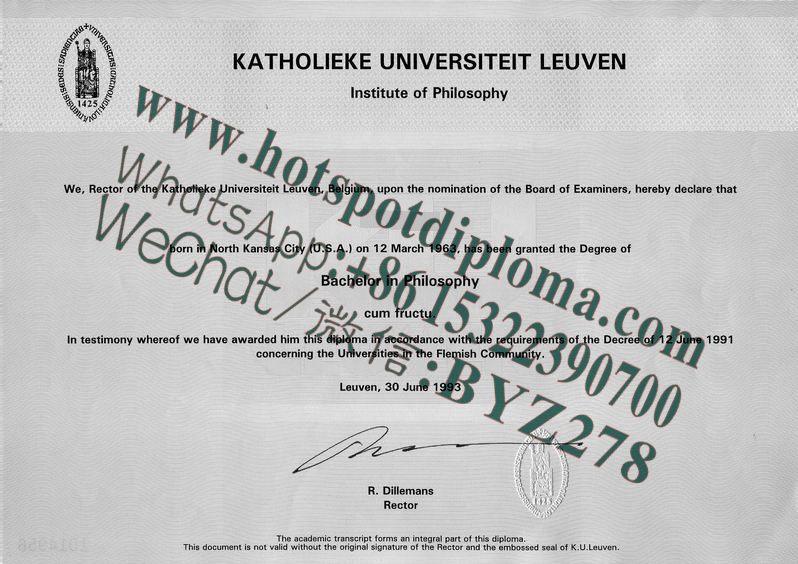 KATHOLIEKE UNIVERSITEIT LEUVEN
Institute of Philosophy
1425
www.hotspotdiploma.com
We, Rector of the Katholieke Universiteit Leuven, Belgium, upon the nomination of the Board of Examiners, hereby declare that
WhatsApp:+86 15322390700
WeChat/微信:BYZ278
born in North Kansas City (U.S.A.) on 12 March 1963, has been granted the Degree of
Bachelor in Philosophy
cum fructu.
In testimony whereof we have awarded him this diploma in accordance with the requirements of the Decree of 12 June 1991
concerning the Universities in the Flemish Community.
Leuven, 30 June 1993
R. Dillemans
Rector
1425
The academic transcript forms an integral part of this diploma.
This document is not valid without the original signature of the Rector and the embossed seal of K.U.Leuven.